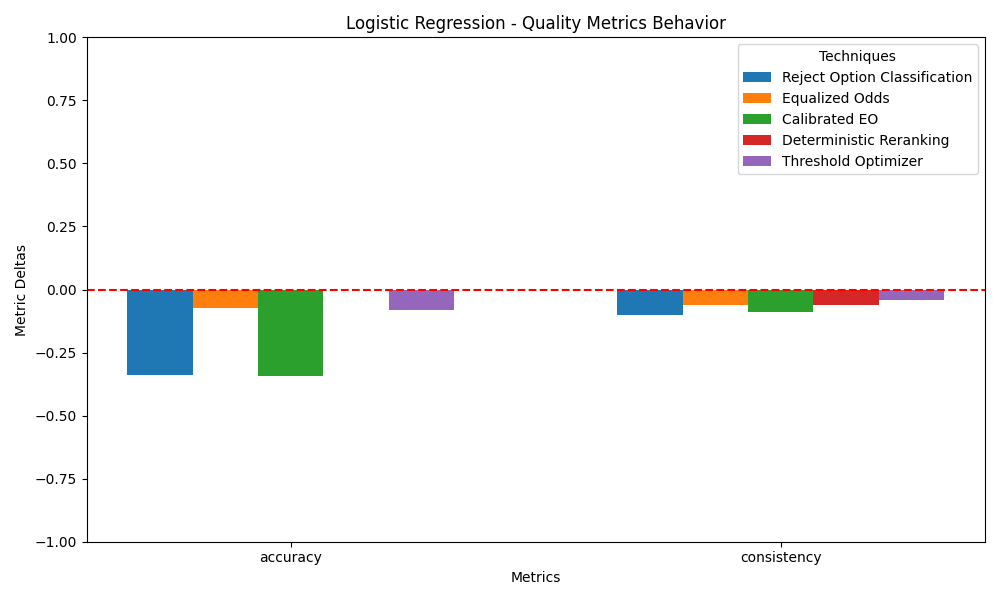 Logistic Regression - Quality Metrics Behavior
1.00
0.75
0.50
0.25
0.00
−0.25
−0.50
−0.75
−1.00
Metric Deltas
Techniques
Reject Option Classification
Equalized Odds
Calibrated EO
Deterministic Reranking
Threshold Optimizer
accuracy
consistency
Metrics